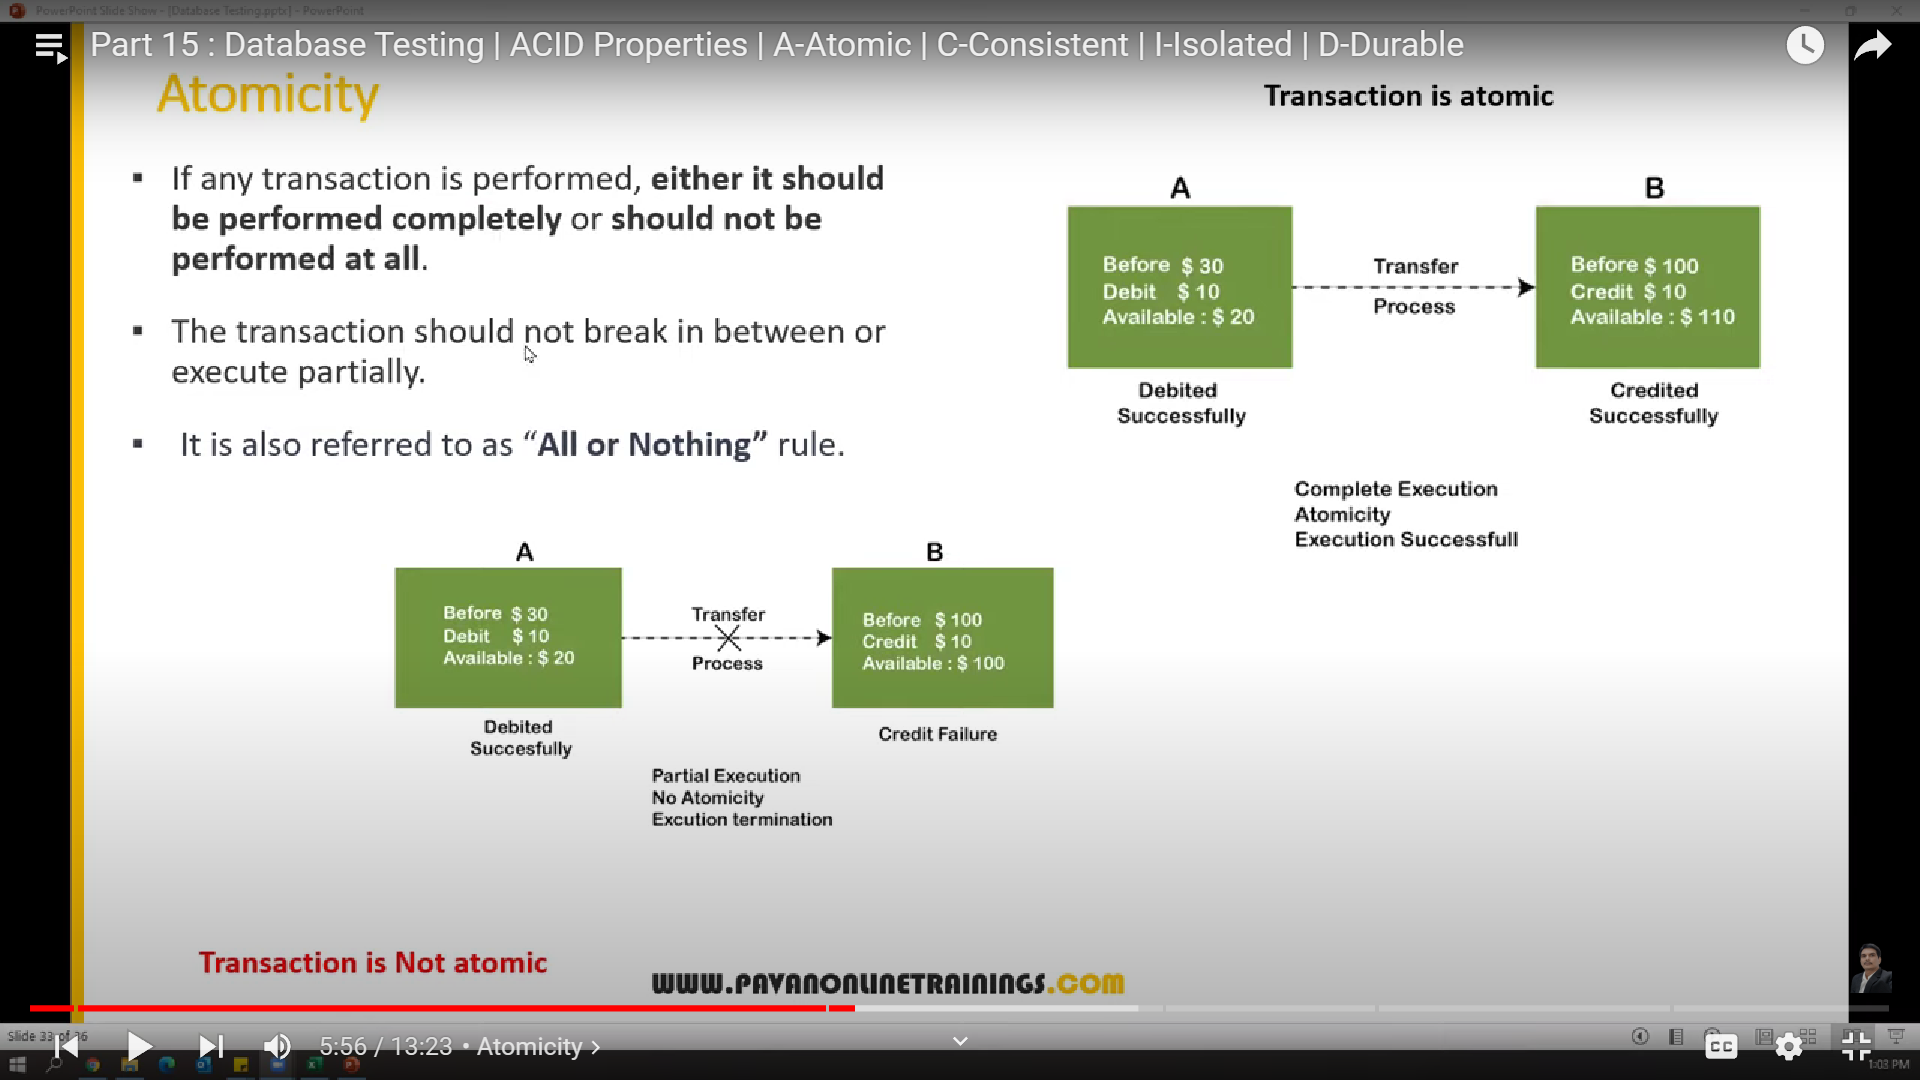 PowerPoint Slide Show - [Database Testing.pptx] - PowerPoint
Part 15 : Database Testing | ACID Properties | A-Atomic | C-Consistent | I-Isolated | D-Durable
Atomicity
▪ If any transaction is performed, either it should
be performed completely or should not be
performed at all.
▪ The transaction should not break in between or
execute partially.
▪ It is also referred to as “All or Nothing” rule.
Transaction is atomic
A
Before $ 30
Debit $ 10
Available : $ 20
Debited
Successfully
Transfer
Process
B
Before $ 100
Credit $ 10
Available : $ 110
Credited
Successfully
Complete Execution
Atomicity
Execution Successfull
A
Before $ 30
Debit $ 10
Available : $ 20
Debited
Succesfully
Transfer
Process
B
Before $ 100
Credit $ 10
Available : $ 100
Credit Failure
Partial Execution
No Atomicity
Excution termination
Transaction is Not atomic
WWW.PAVANONLINETRAININGS.COM
Slide 33 of 36
5:56 / 13:23 • Atomicity >
CC
1:03 PM